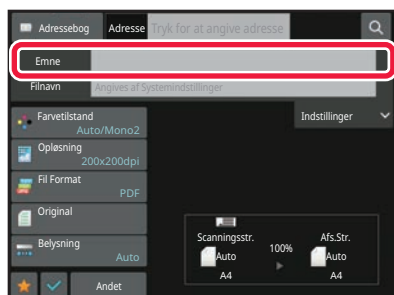 Adressebog Adresse Tryk for at angive adresse
Emne
Filnavn Angives af Systemindstillinger
Farvetilstand Indstillinger
Auto/Mono2
Opløsning
200x200dpi
Fil Format
PDF
Original
Belysning
Auto
Scanningsstr. 100% Afs.Str.
Auto Auto
A4 A4
Andet